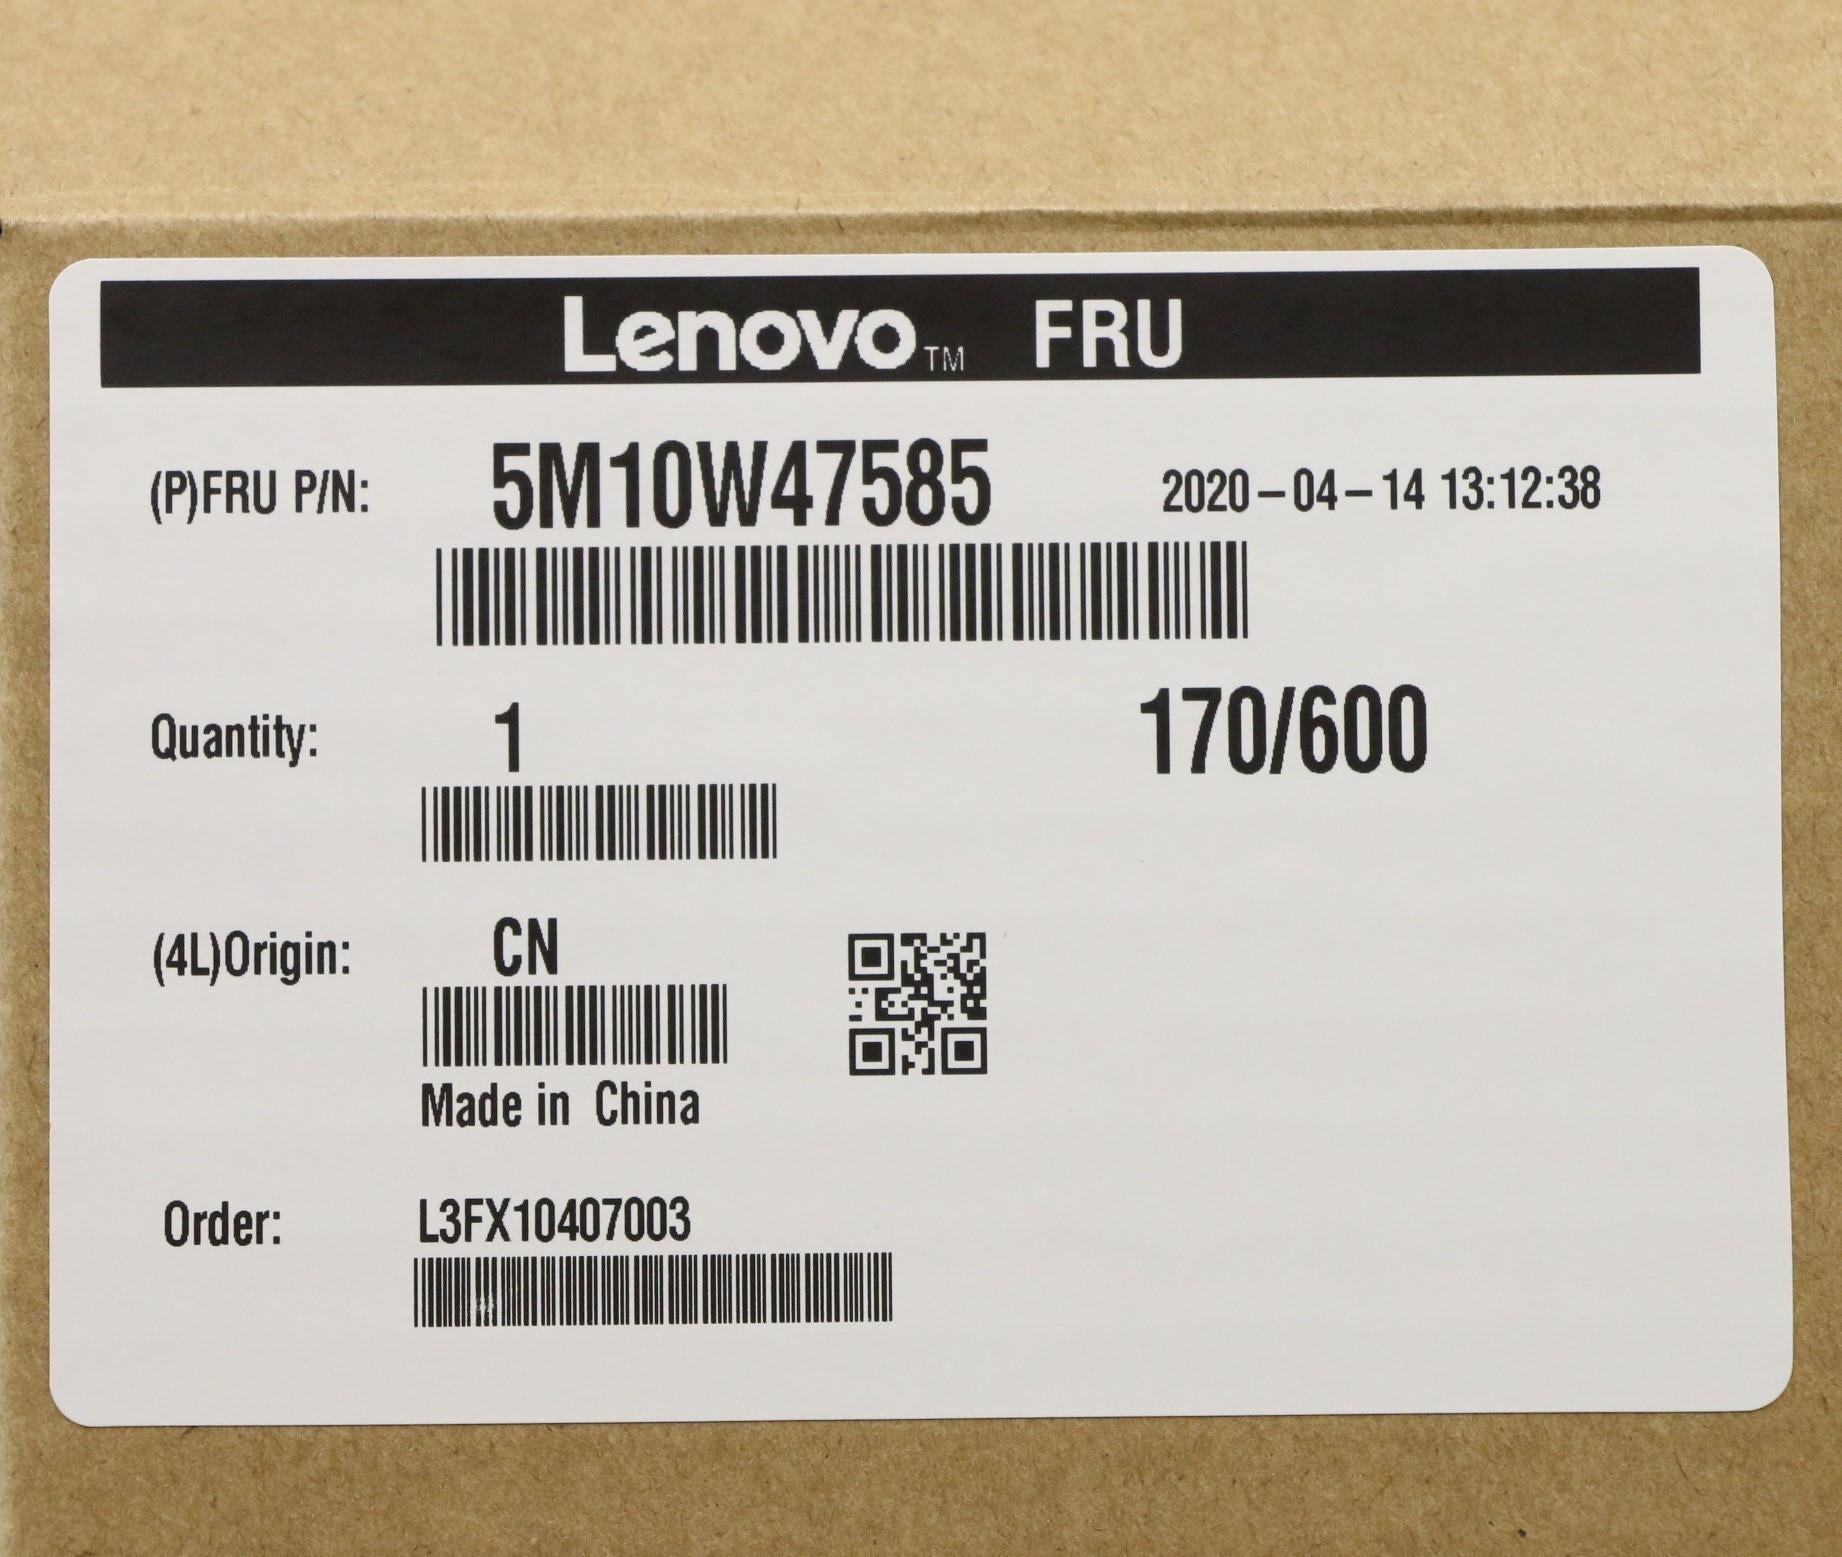 Lenovo™ FRU
(P)FRU P/N: 5M10W47585 2020-04-14 13:12:38
Quantity: 1 170/600
(4L)Origin: CN
Made in China
Order: L3FX10407003